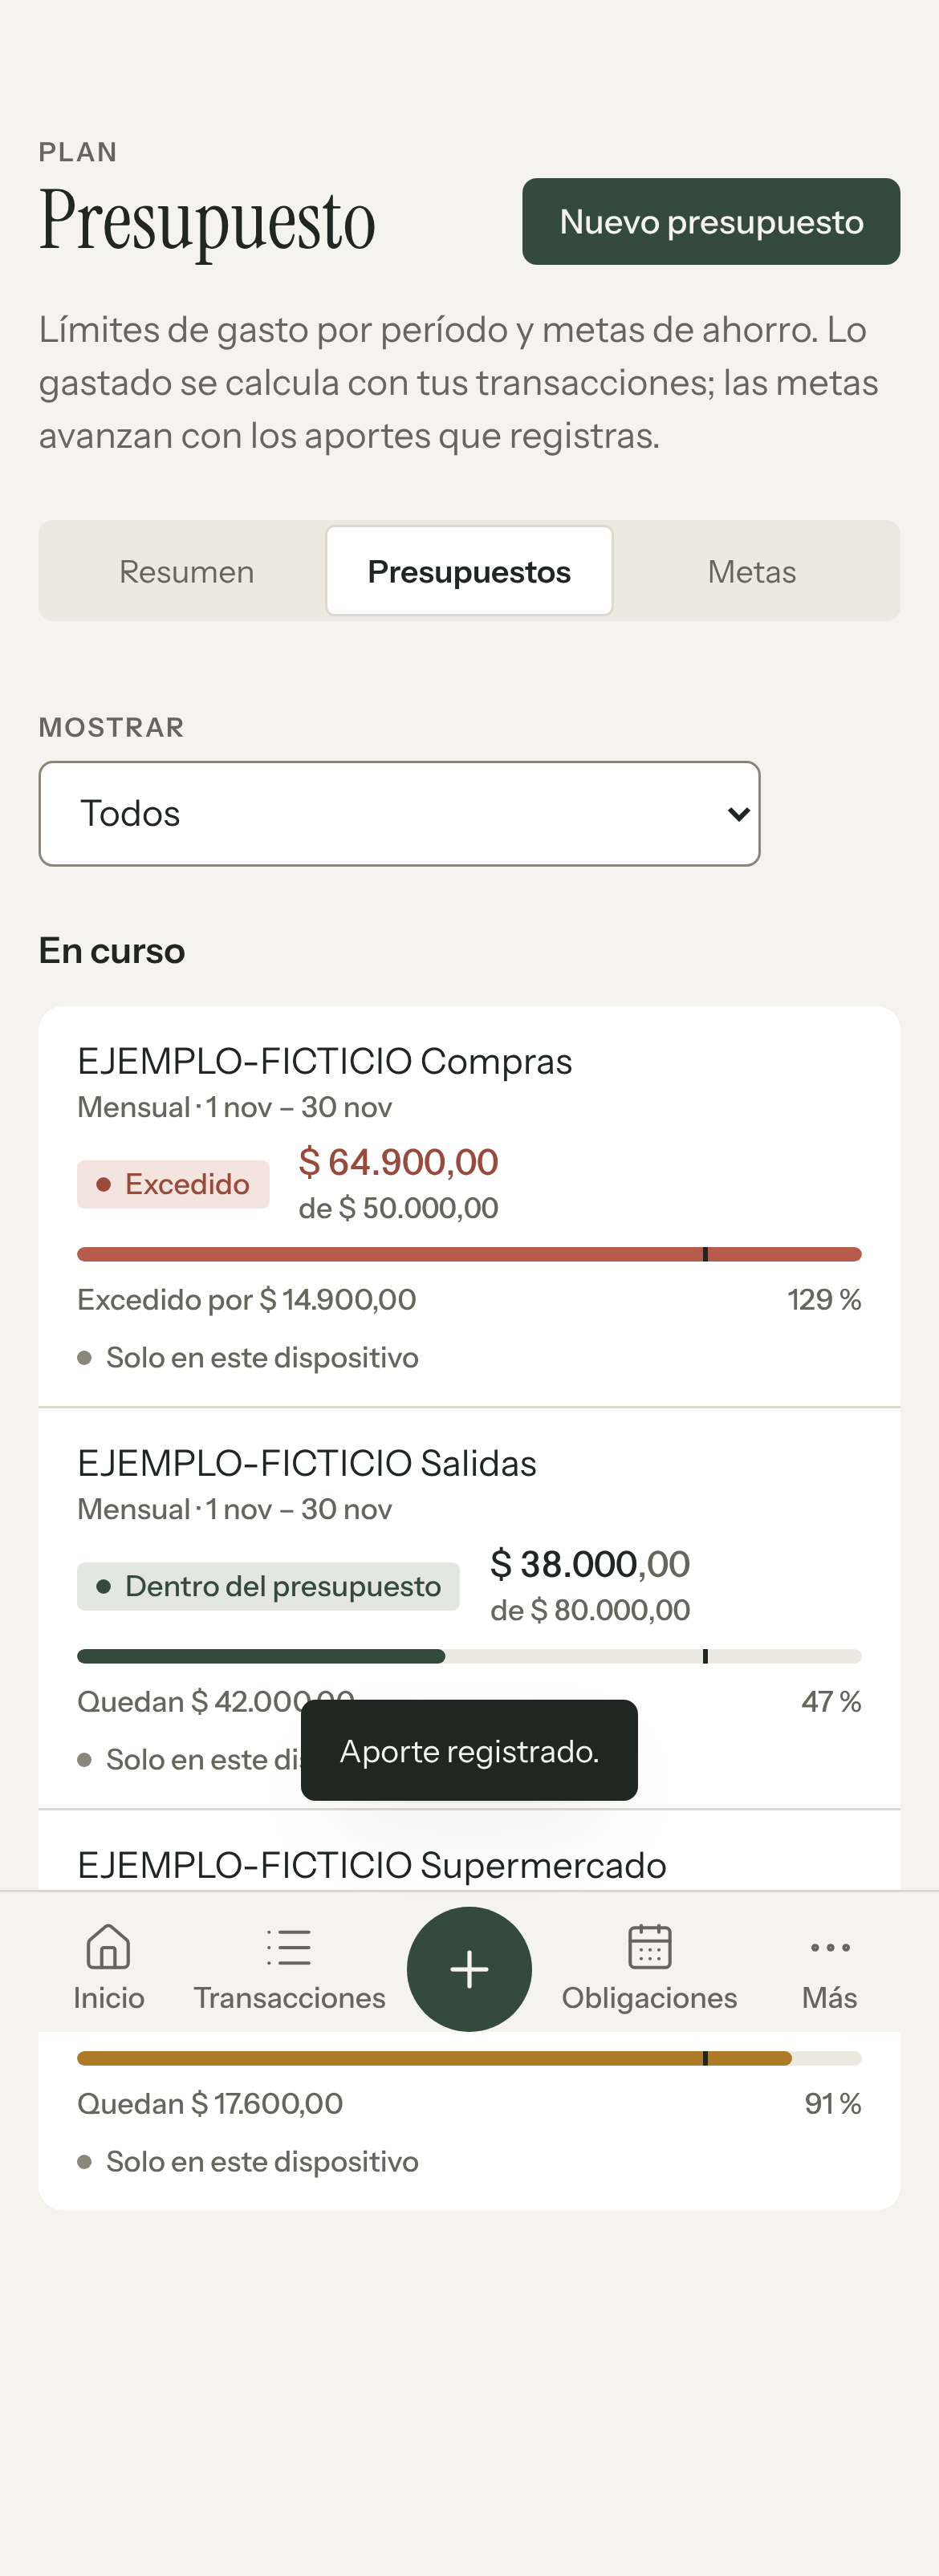 PLAN
Presupuesto
Nuevo presupuesto
Límites de gasto por período y metas de ahorro. Lo
gastado se calcula con tus transacciones; las metas
avanzan con los aportes que registras.
Resumen
Presupuestos
Metas
MOSTRAR
Todos
En curso
EJEMPLO-FICTICIO Compras
Mensual · 1 nov – 30 nov
Excedido
$ 64.900,00
de $ 50.000,00
Excedido por $ 14.900,00
129 %
Solo en este dispositivo
EJEMPLO-FICTICIO Salidas
Mensual · 1 nov – 30 nov
Dentro del presupuesto
$ 38.000,00
de $ 80.000,00
Quedan $ 42.000,00
47 %
Solo en este
Aporte registrado.
EJEMPLO-FICTICIO Supermercado
Inicio
Transacciones
Obligaciones
Más
Quedan $ 17.600,00
91 %
Solo en este dispositivo